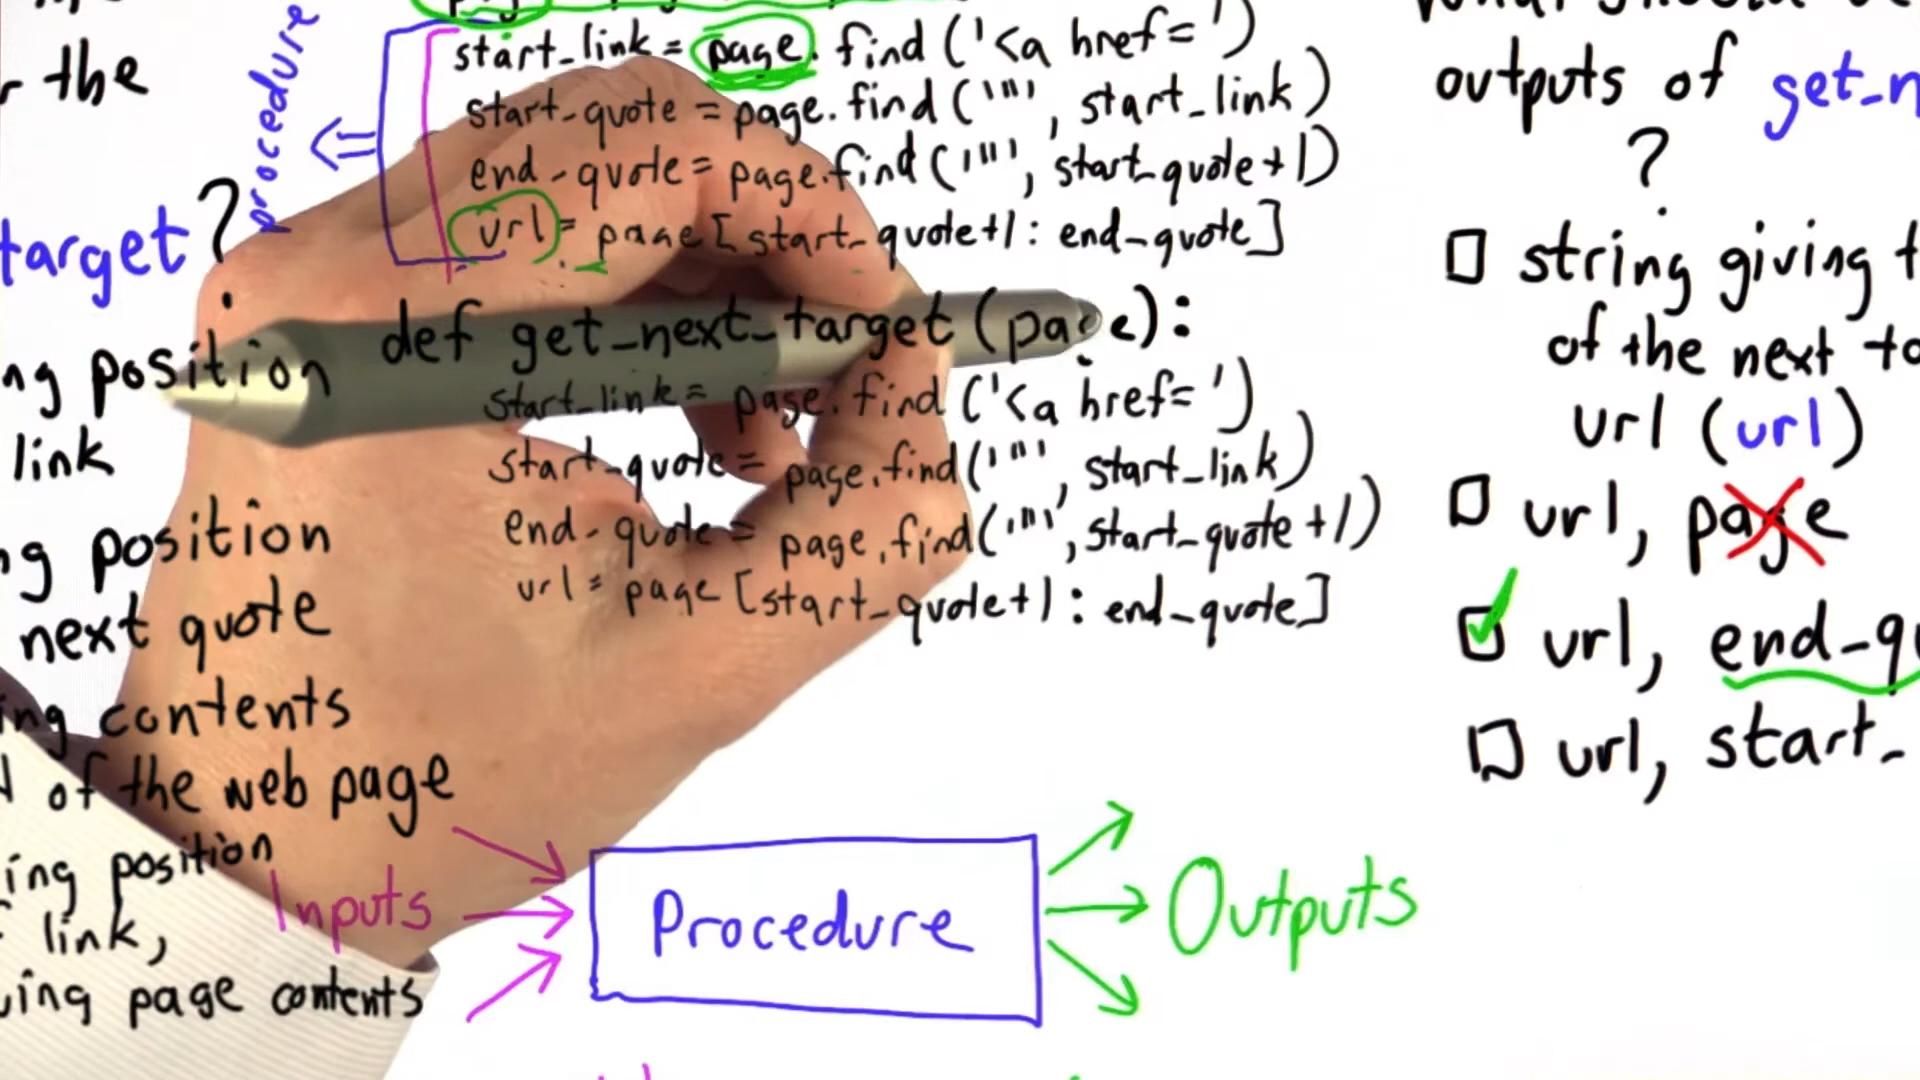 the
procedure
target?
position
link
position
next quote
contents
of the web page
position
link,
page contents
start_link = page.find('<a href=')
start_quote = page.find('"', start_link)
end_quote = page.find('"', start_quote+1)
url = page[start_quote+1: end_quote]
def get_next_target(page):
start_link = page.find('<a href=')
start_quote = page.find('"', start_link)
end_quote = page.find('"', start_quote+1)
url = page[start_quote+1: end_quote]
Inputs
Procedure
Outputs
outputs of
?
string giving
of the next
url (url)
url, page
url,
url, start_